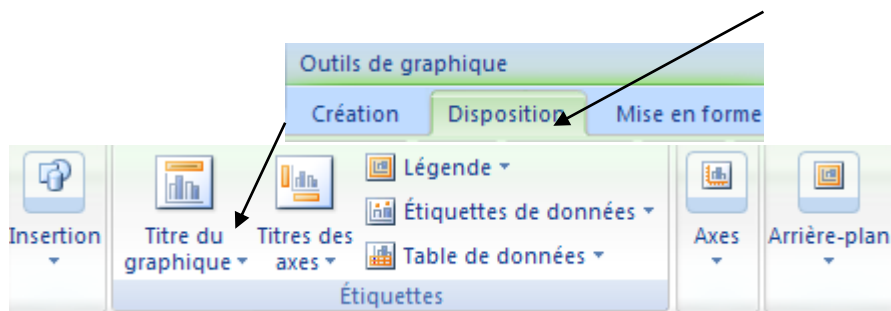 Outils de graphique
Création Disposition Mise en forme
Insertion
Titre du graphique
Titres des axes
Légende
Étiquettes de données
Table de données
Étiquettes
Axes
Arrière-plan